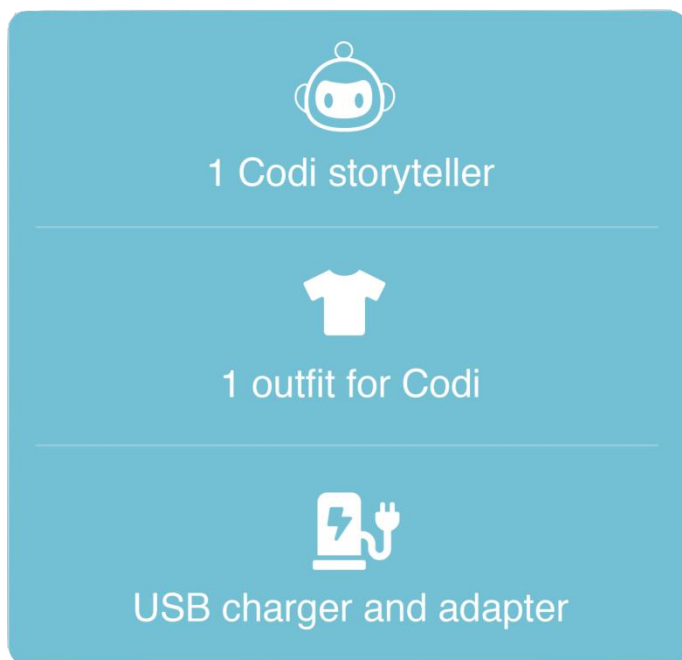 1 Codi storyteller
1 outfit for Codi
USB charger and adapter